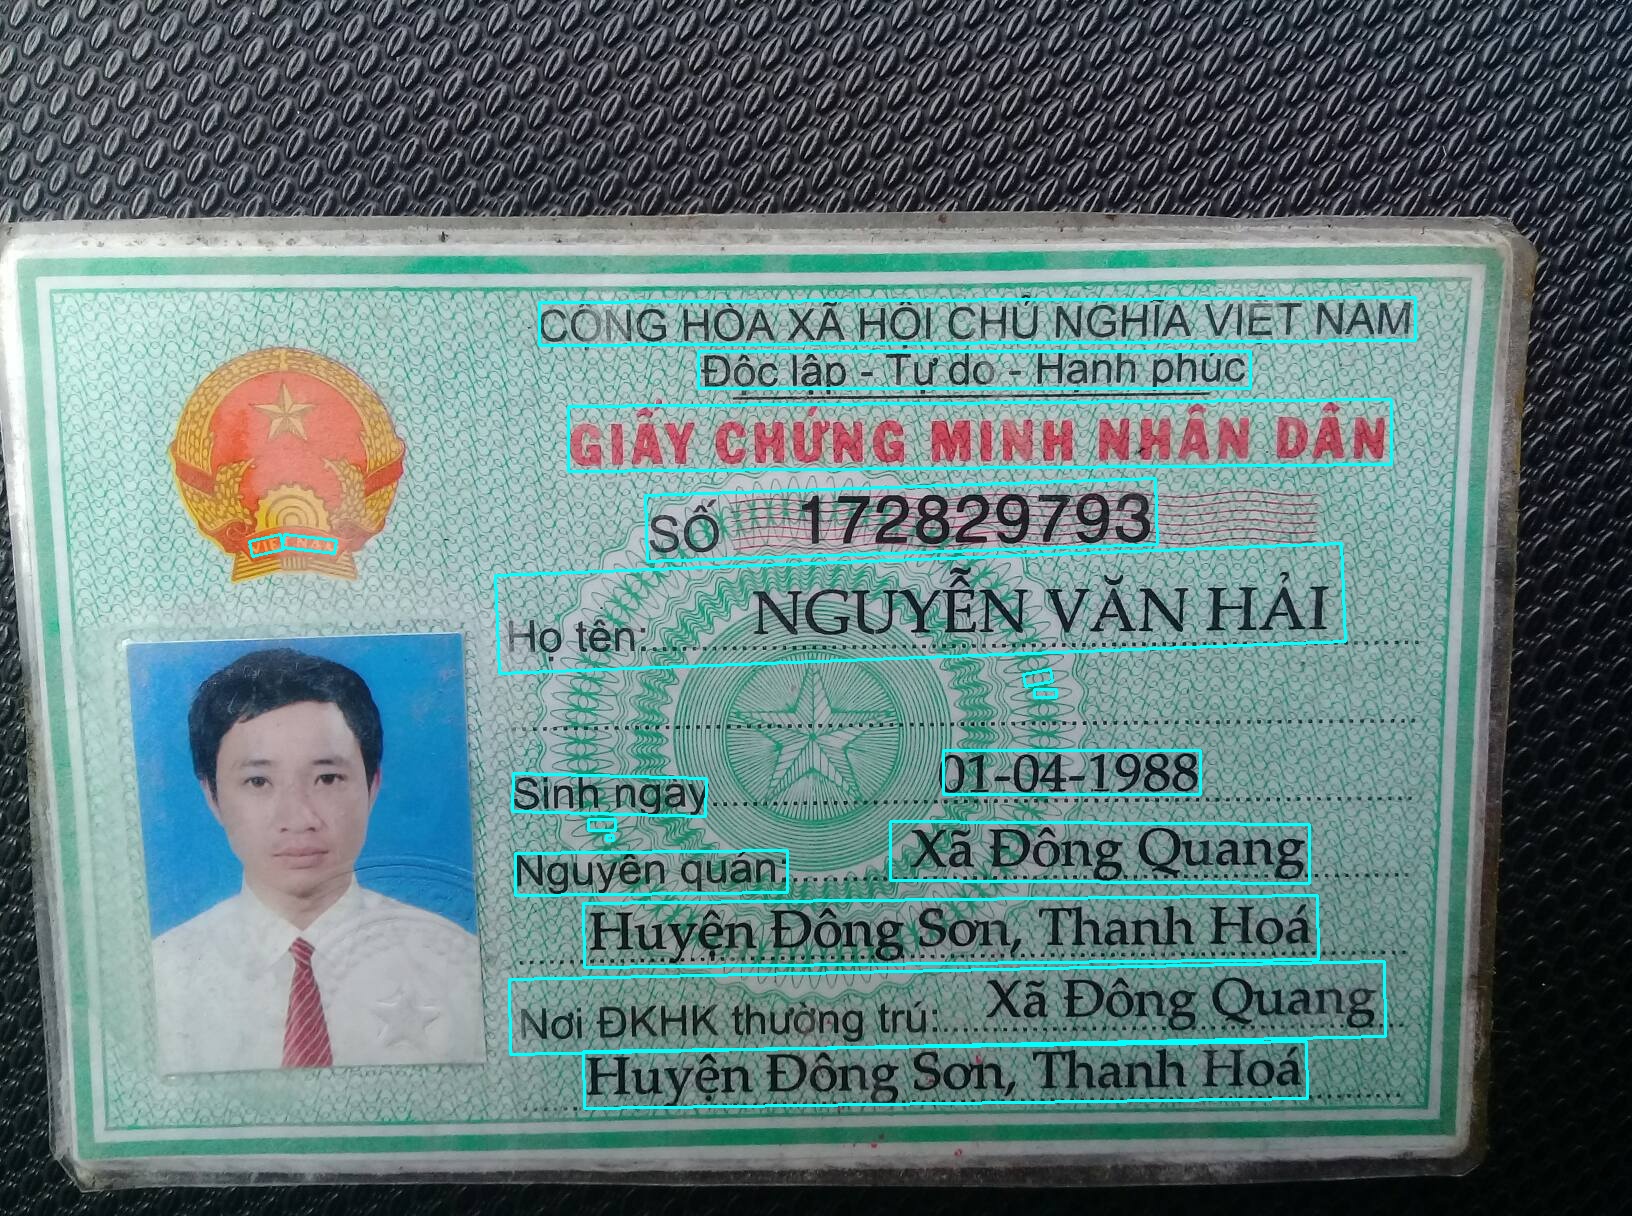 CỘNG HÒA XÃ HỘI CHỦ NGHĨA VIỆT NAM
Độc lập - Tự do - Hạnh phúc
GIẤY CHỨNG MINH NHÂN DÂN
SỐ 172829793
VIỆT NAM
Họ tên: NGUYỄN VĂN HẢI
Sinh ngày 01-04-1988
Nguyên quán: Xã Đông Quang
Huyện Đông Sơn, Thanh Hoá
Nơi ĐKHK thường trú: Xã Đông Quang
Huyện Đông Sơn, Thanh Hoá